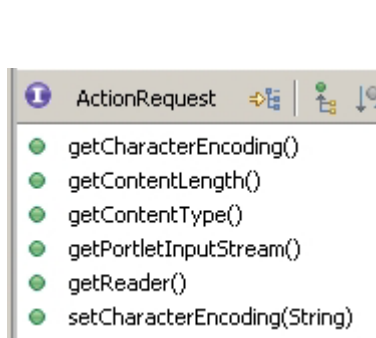 ActionRequest
getCharacterEncoding()
getContentLength()
getContentType()
getPortletInputStream()
getReader()
setCharacterEncoding(String)